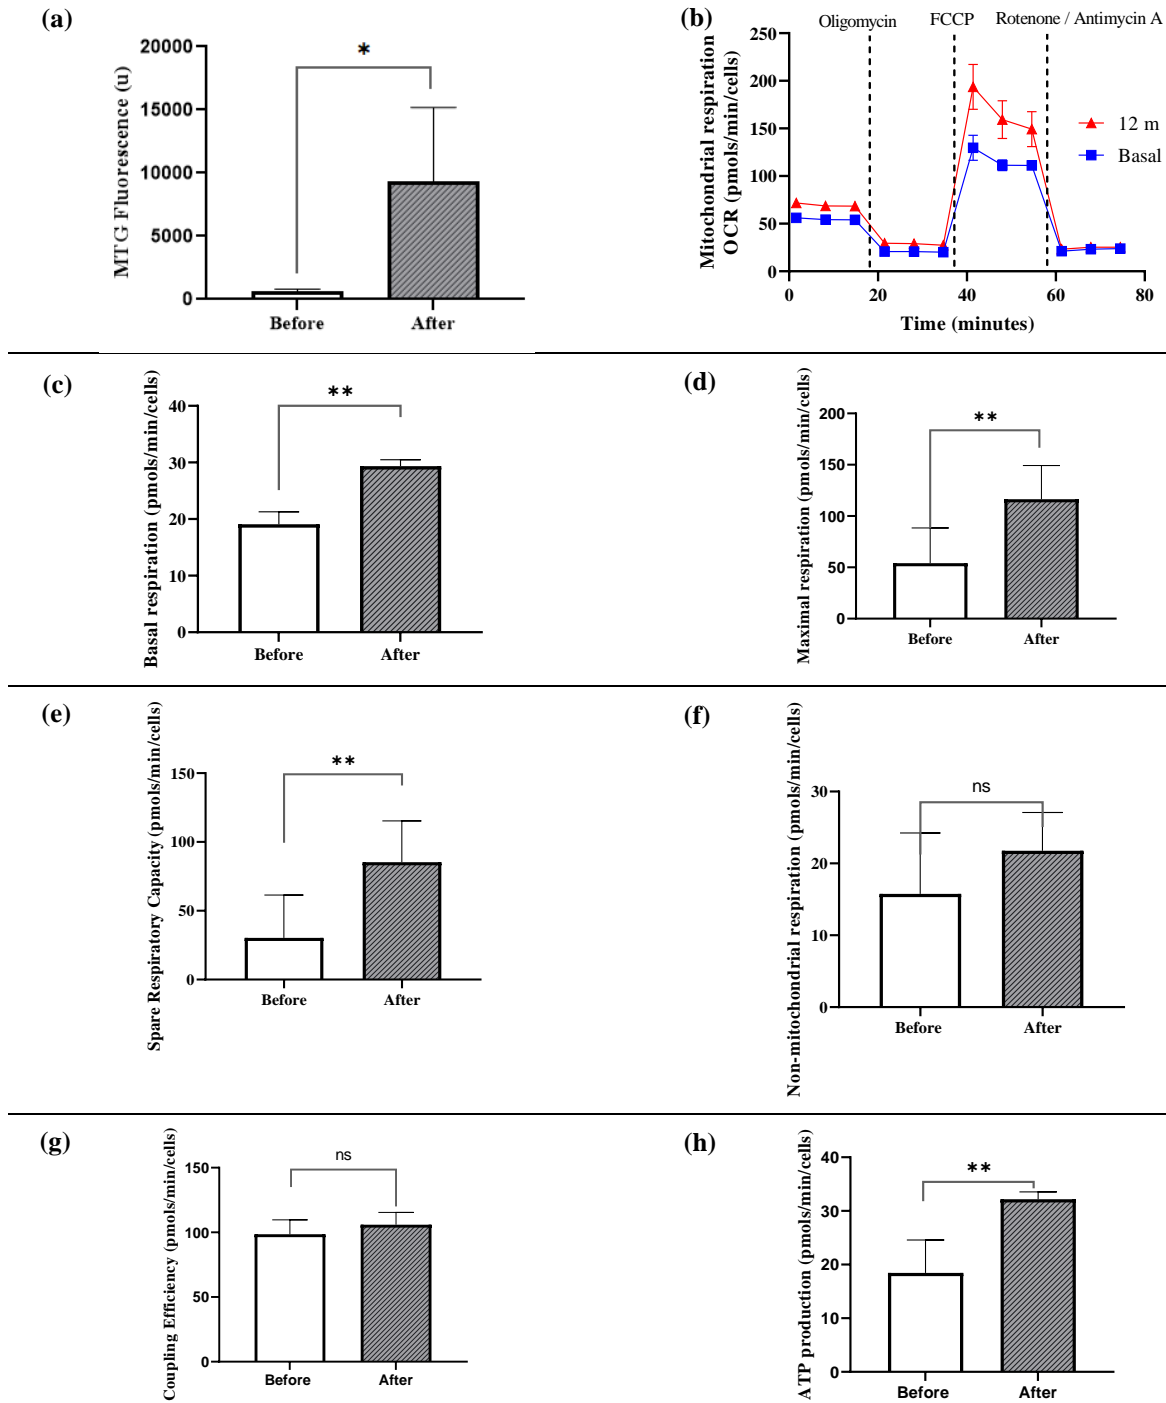 (a)
MTG Fluorescence (u)
20000
15000
10000
5000
0
*
Before After
(b)
Oligomycin FCCP Rotenone / Antimycin A
Mitochondrial respiration
OCR (pmols/min/cells)
250
200
150
100
50
0
0 20 40 60 80
Time (minutes)
12 m
Basal
(c)
Basal respiration (pmols/min/cells)
40
30
20
10
0
**
Before After
(d)
Maximal respiration (pmols/min/cells)
200
150
100
50
0
**
Before After
(e)
Spare Respiratory Capacity (pmols/min/cells)
150
100
50
0
**
Before After
(f)
Non-mitochondrial respiration (pmols/min/cells)
30
20
10
0
ns
Before After
(g)
Coupling Efficiency (pmols/min/cells)
150
100
50
0
ns
Before After
(h)
ATP production (pmols/min/cells)
40
30
20
10
0
**
Before After